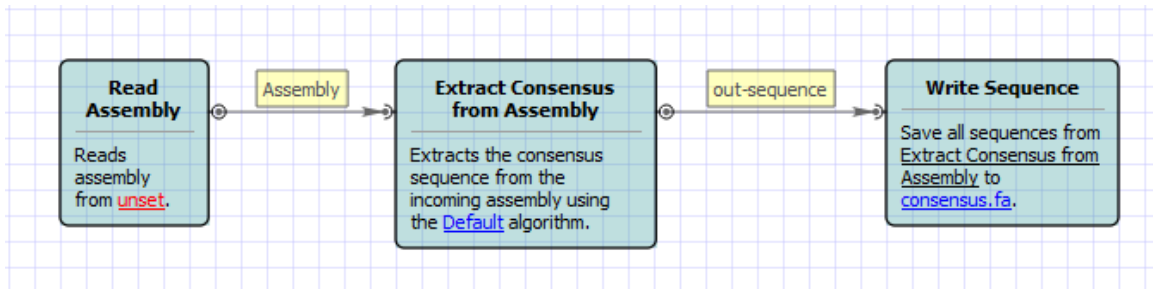 Read
Assembly
Reads
assembly
from unset.
Assembly
Extract Consensus
from Assembly
Extracts the consensus
sequence from the
incoming assembly using
the Default algorithm.
out-sequence
Write Sequence
Save all sequences from
Extract Consensus from
Assembly to
consensus.fa.